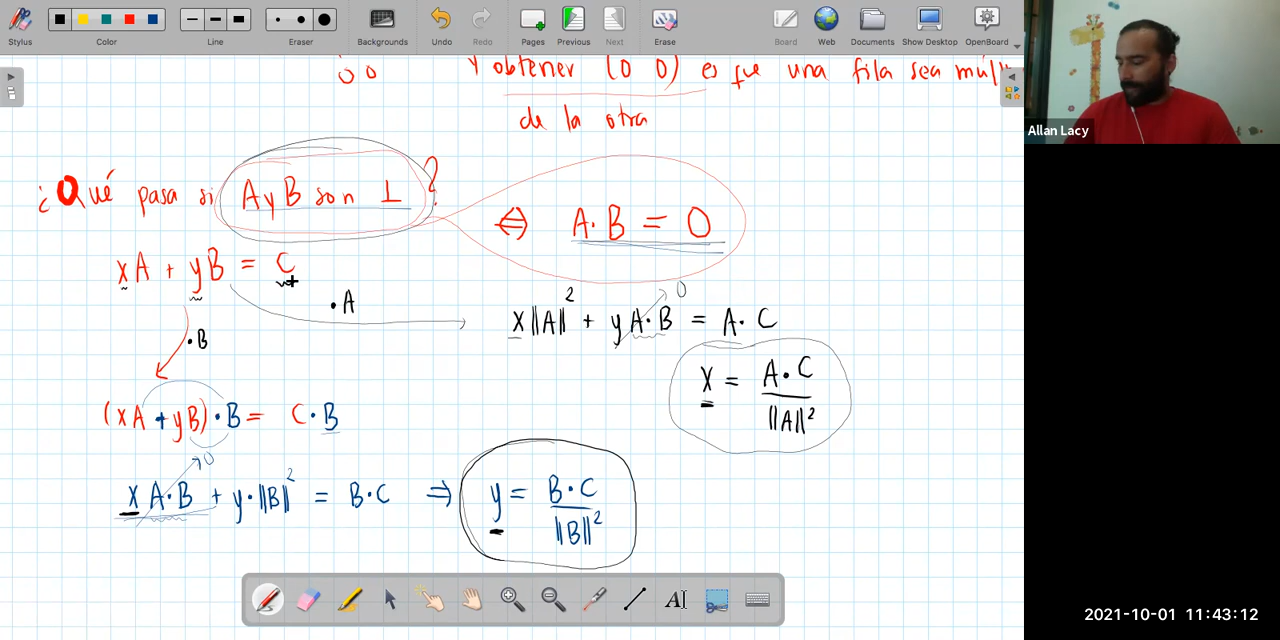 Stylus Color Line Eraser Backgrounds Undo Redo Pages Previous Next Erase Board Web Documents Show Desktop OpenBoard
y obtener (0 0) es que una fila sea
de la otra
¿Qué pasa si A y B son ⊥ ?
⇔ A·B = 0
xA + yB = C
·A
x‖A‖² + y A·B = A·C
0
·B
x = A·C / ‖A‖²
(xA + yB)·B = C·B
0
x A·B + y·‖B‖² = B·C ⇒ y = B·C / ‖B‖²
Allan Lacy
2021-10-01 11:43:12